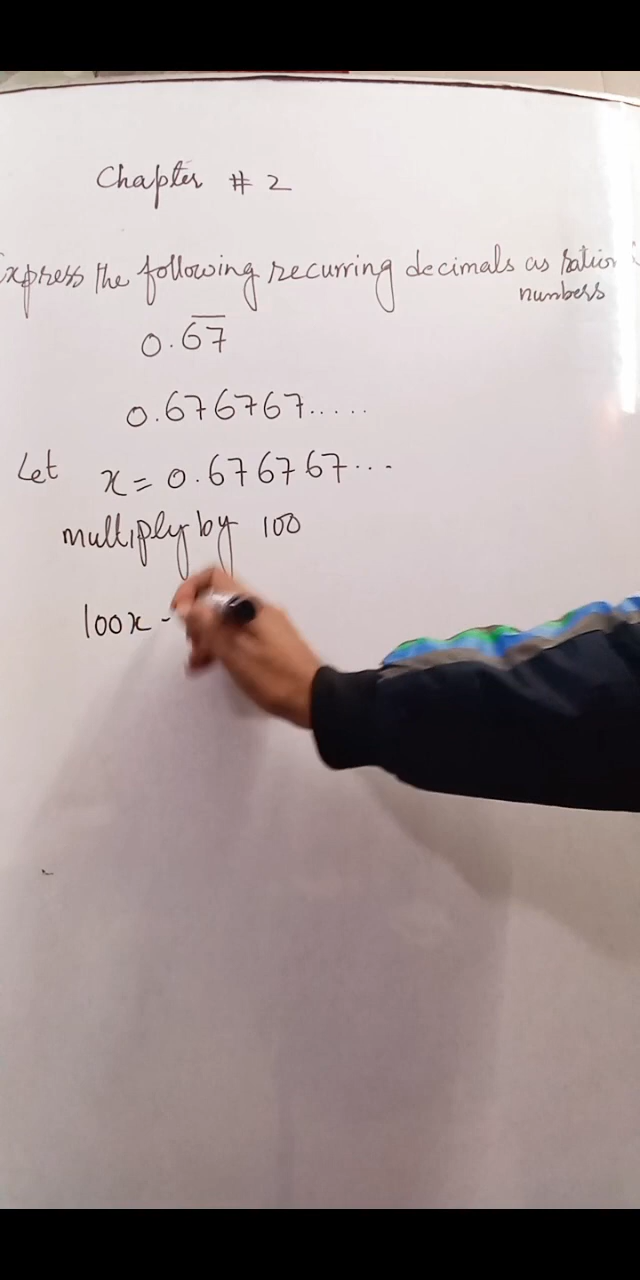 Chapter # 2
Express the following recurring decimals as
numbers
0.6̅7̅
0.676767.....
Let x = 0.676767...
multiply by 100
100x -